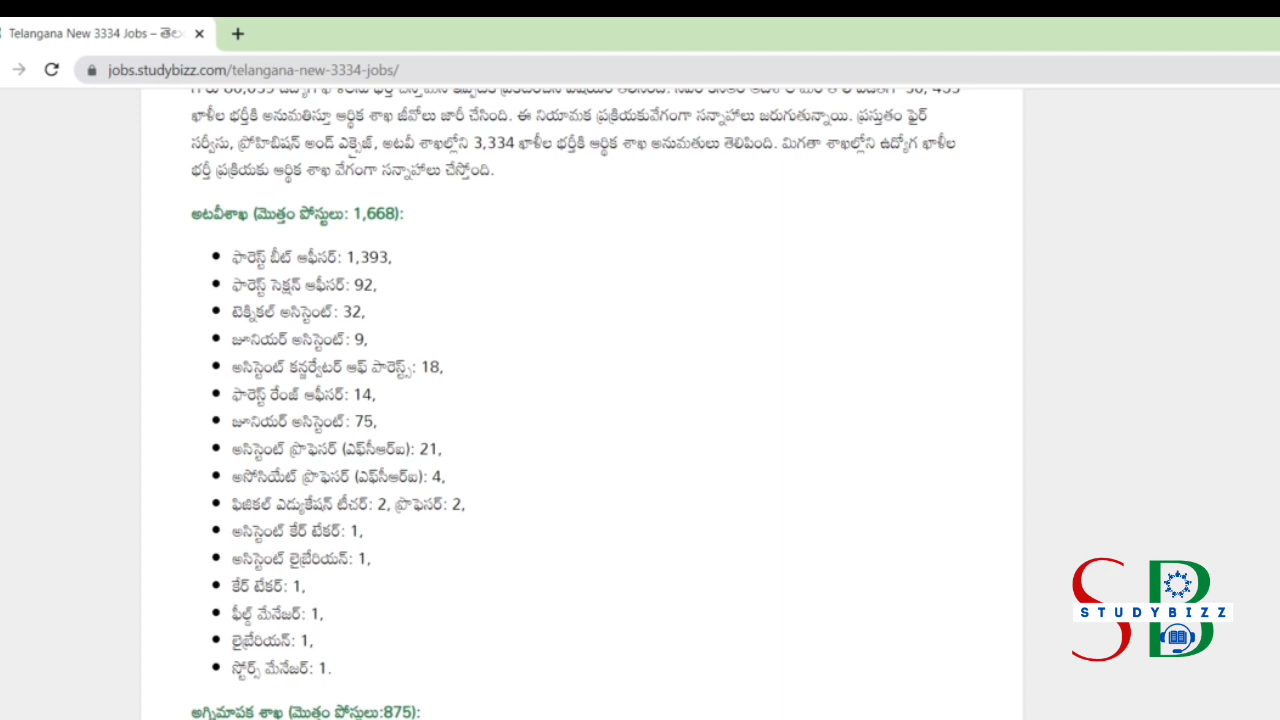 Telangana New 3334 Jobs – తెల
jobs.studybizz.com/telangana-new-3334-jobs/
ఖాళీల భర్తీకి అనుమతిస్తూ ఆర్థిక శాఖ జీవోలు జారీ చేసింది. ఈ నియామక ప్రక్రియకువేగంగా సన్నాహాలు జరుగుతున్నాయి. ప్రస్తుతం ఫైర్
సర్వీసు, ప్రోహిబిషన్ అండ్ ఎక్సైజ్, అటవీ శాఖల్లోని 3,334 ఖాళీల భర్తీకి ఆర్థిక శాఖ అనుమతులు తెలిపింది. మిగతా శాఖల్లోని ఉద్యోగ ఖాళీల
భర్తీ ప్రక్రియకు ఆర్థిక శాఖ వేగంగా సన్నాహాలు చేస్తోంది.
అటవీశాఖ (మొత్తం పోస్టులు: 1,668):
ఫారెస్ట్ బీట్ ఆఫీసర్: 1,393,
ఫారెస్ట్ సెక్షన్ ఆఫీసర్: 92,
టెక్నికల్ అసిస్టెంట్: 32,
జూనియర్ అసిస్టెంట్: 9,
అసిస్టెంట్ కన్జర్వేటర్ ఆఫ్ పారెస్ట్స్: 18,
ఫారెస్ట్ రేంజ్ ఆఫీసర్: 14,
జూనియర్ అసిస్టెంట్: 75,
అసిస్టెంట్ ప్రొఫెసర్ (ఎఫ్‌సీఆర్‌ఐ): 21,
అసోసియేట్ ప్రొఫెసర్ (ఎఫ్‌సీఆర్‌ఐ): 4,
ఫిజికల్ ఎడ్యుకేషన్ టీచర్: 2, ప్రొఫెసర్: 2,
అసిస్టెంట్ కేర్ టేకర్: 1,
అసిస్టెంట్ లైబ్రేరియన్: 1,
కేర్ టేకర్: 1,
ఫీల్డ్ మేనేజర్: 1,
లైబ్రేరియన్: 1,
స్టోర్స్ మేనేజర్: 1.
అగ్నిమాపక శాఖ (మొత్తం పోస్టులు:875):
SB
STUDYBIZZ